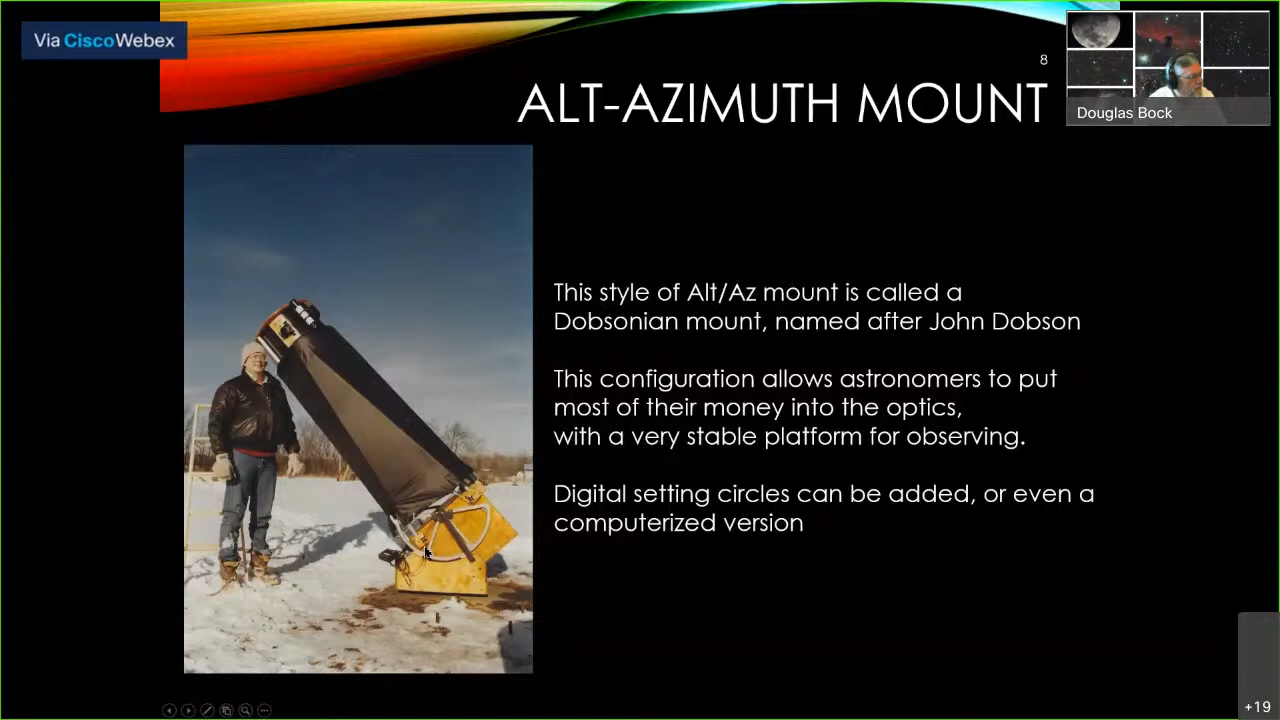 Via CiscoWebex
8
ALT-AZIMUTH MOUNT
Douglas Bock
This style of Alt/Az mount is called a
Dobsonian mount, named after John Dobson
This configuration allows astronomers to put
most of their money into the optics,
with a very stable platform for observing.
Digital setting circles can be added, or even a
computerized version
+19